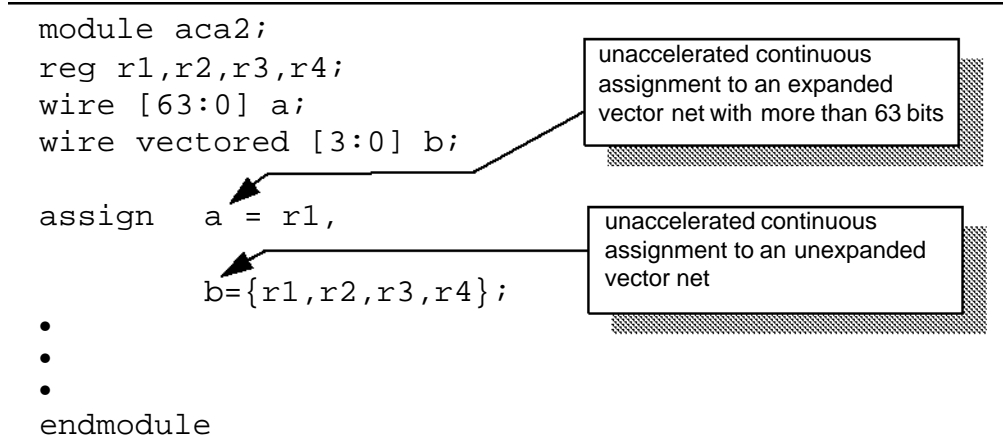 module aca2;
reg r1,r2,r3,r4;
wire [63:0] a;
wire vectored [3:0] b;
unaccelerated continuous
assignment to an expanded
vector net with more than 63 bits
assign a = r1,
b={r1,r2,r3,r4};
unaccelerated continuous
assignment to an unexpanded
vector net
•
•
•
endmodule